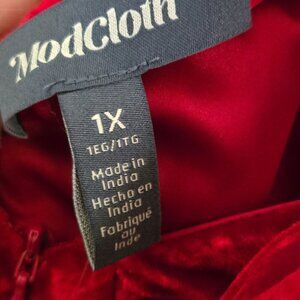 ModCloth
1X
1EG/1TG
Made in
India
Hecho en
India
Fabriqué
au
Inde